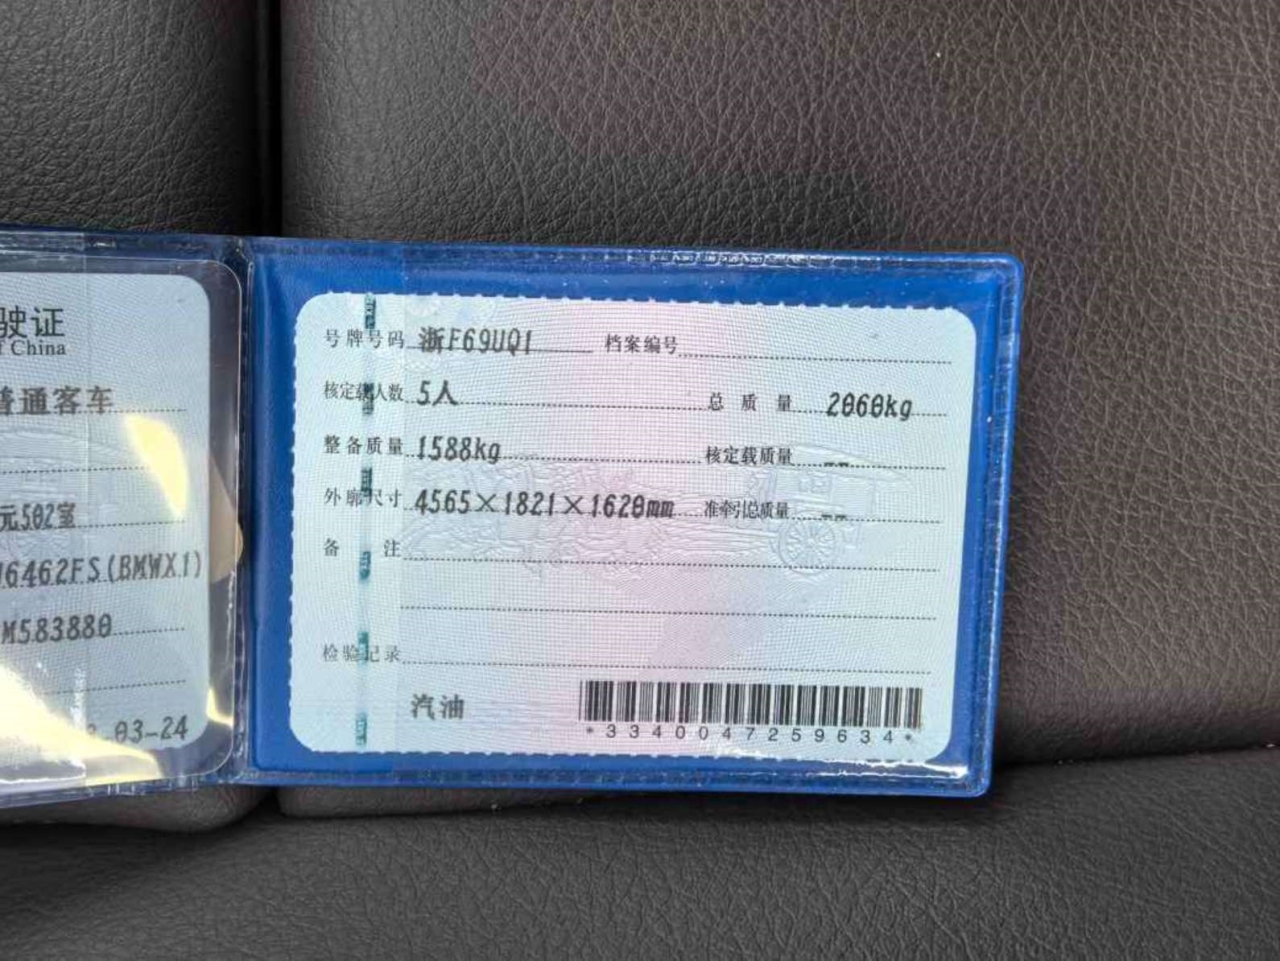 驶证
f China
普通客车
元502室
6462FS(BMWX1)
M583880
03-24
号牌号码 浙F69UQ1 档案编号
核定载人数 5人 总质量 2060kg
整备质量 1588kg 核定载质量 --
外廓尺寸 4565×1821×1620mm 准牵引总质量 --
备注
检验记录
汽油
*3340047259634*